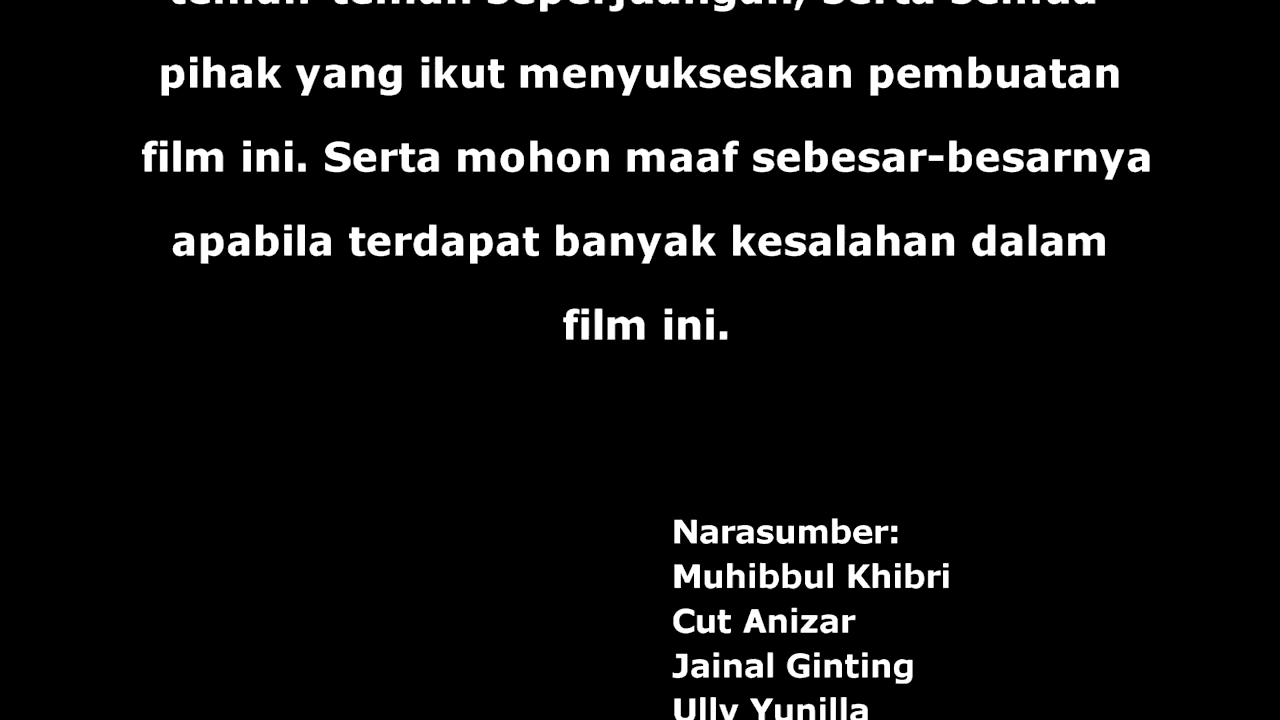 teman-teman seperjuangan, serta semua
pihak yang ikut menyukseskan pembuatan
film ini. Serta mohon maaf sebesar-besarnya
apabila terdapat banyak kesalahan dalam
film ini.
Narasumber:
Muhibbul Khibri
Cut Anizar
Jainal Ginting
Ully Yunilla